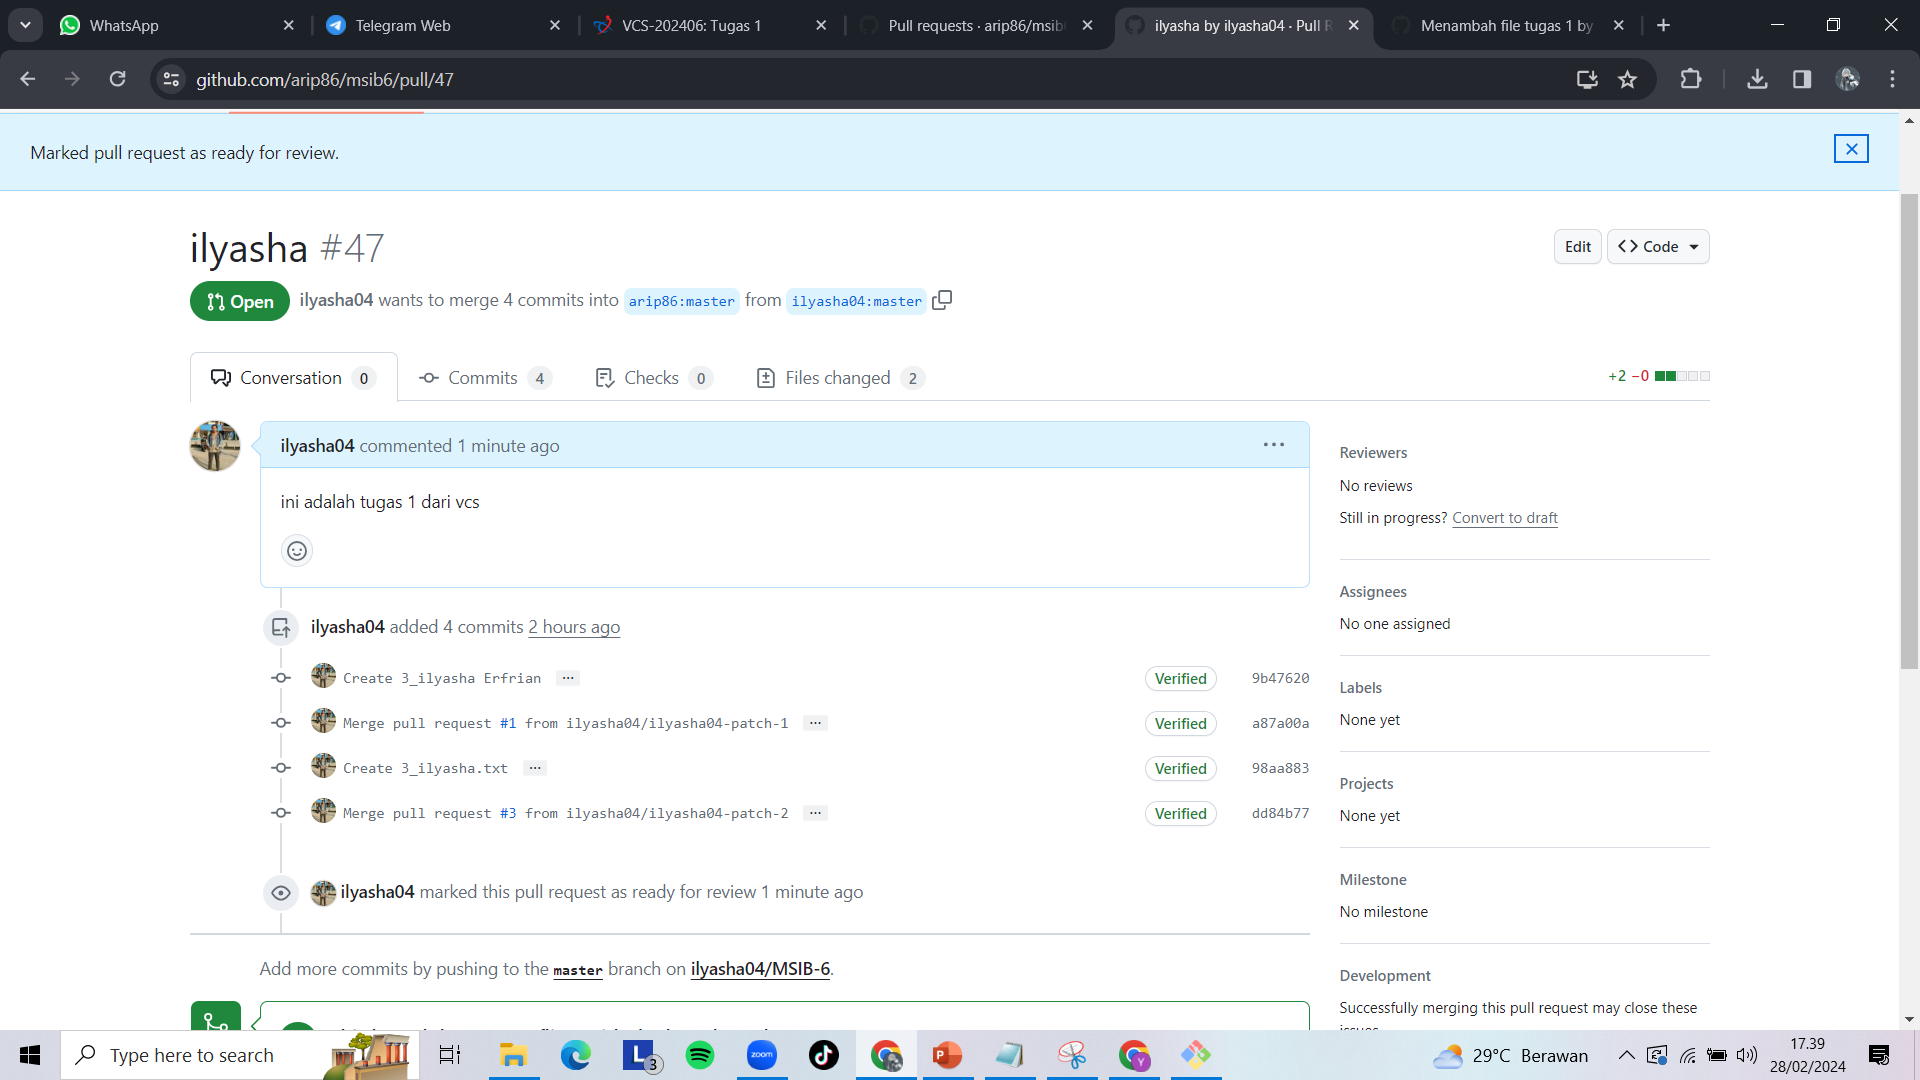 WhatsApp
Telegram Web
VCS-202406: Tugas 1
Pull requests · arip86/msib
ilyasha by ilyasha04 · Pull R
Menambah file tugas 1 by
github.com/arip86/msib6/pull/47
Marked pull request as ready for review.
ilyasha #47
Edit
<> Code
Open ilyasha04 wants to merge 4 commits into arip86:master from ilyasha04:master
Conversation 0
Commits 4
Checks 0
Files changed 2
+2 −0
ilyasha04 commented 1 minute ago
ini adalah tugas 1 dari vcs
ilyasha04 added 4 commits 2 hours ago
Create 3_ilyasha Erfrian ... Verified 9b47620
Merge pull request #1 from ilyasha04/ilyasha04-patch-1 ... Verified a87a00a
Create 3_ilyasha.txt ... Verified 98aa883
Merge pull request #3 from ilyasha04/ilyasha04-patch-2 ... Verified dd84b77
ilyasha04 marked this pull request as ready for review 1 minute ago
Add more commits by pushing to the master branch on ilyasha04/MSIB-6.
Reviewers
No reviews
Still in progress? Convert to draft
Assignees
No one assigned
Labels
None yet
Projects
None yet
Milestone
No milestone
Development
Successfully merging this pull request may close these
Type here to search
L
3
zoom
P
Y
29°C Berawan
17.39
28/02/2024